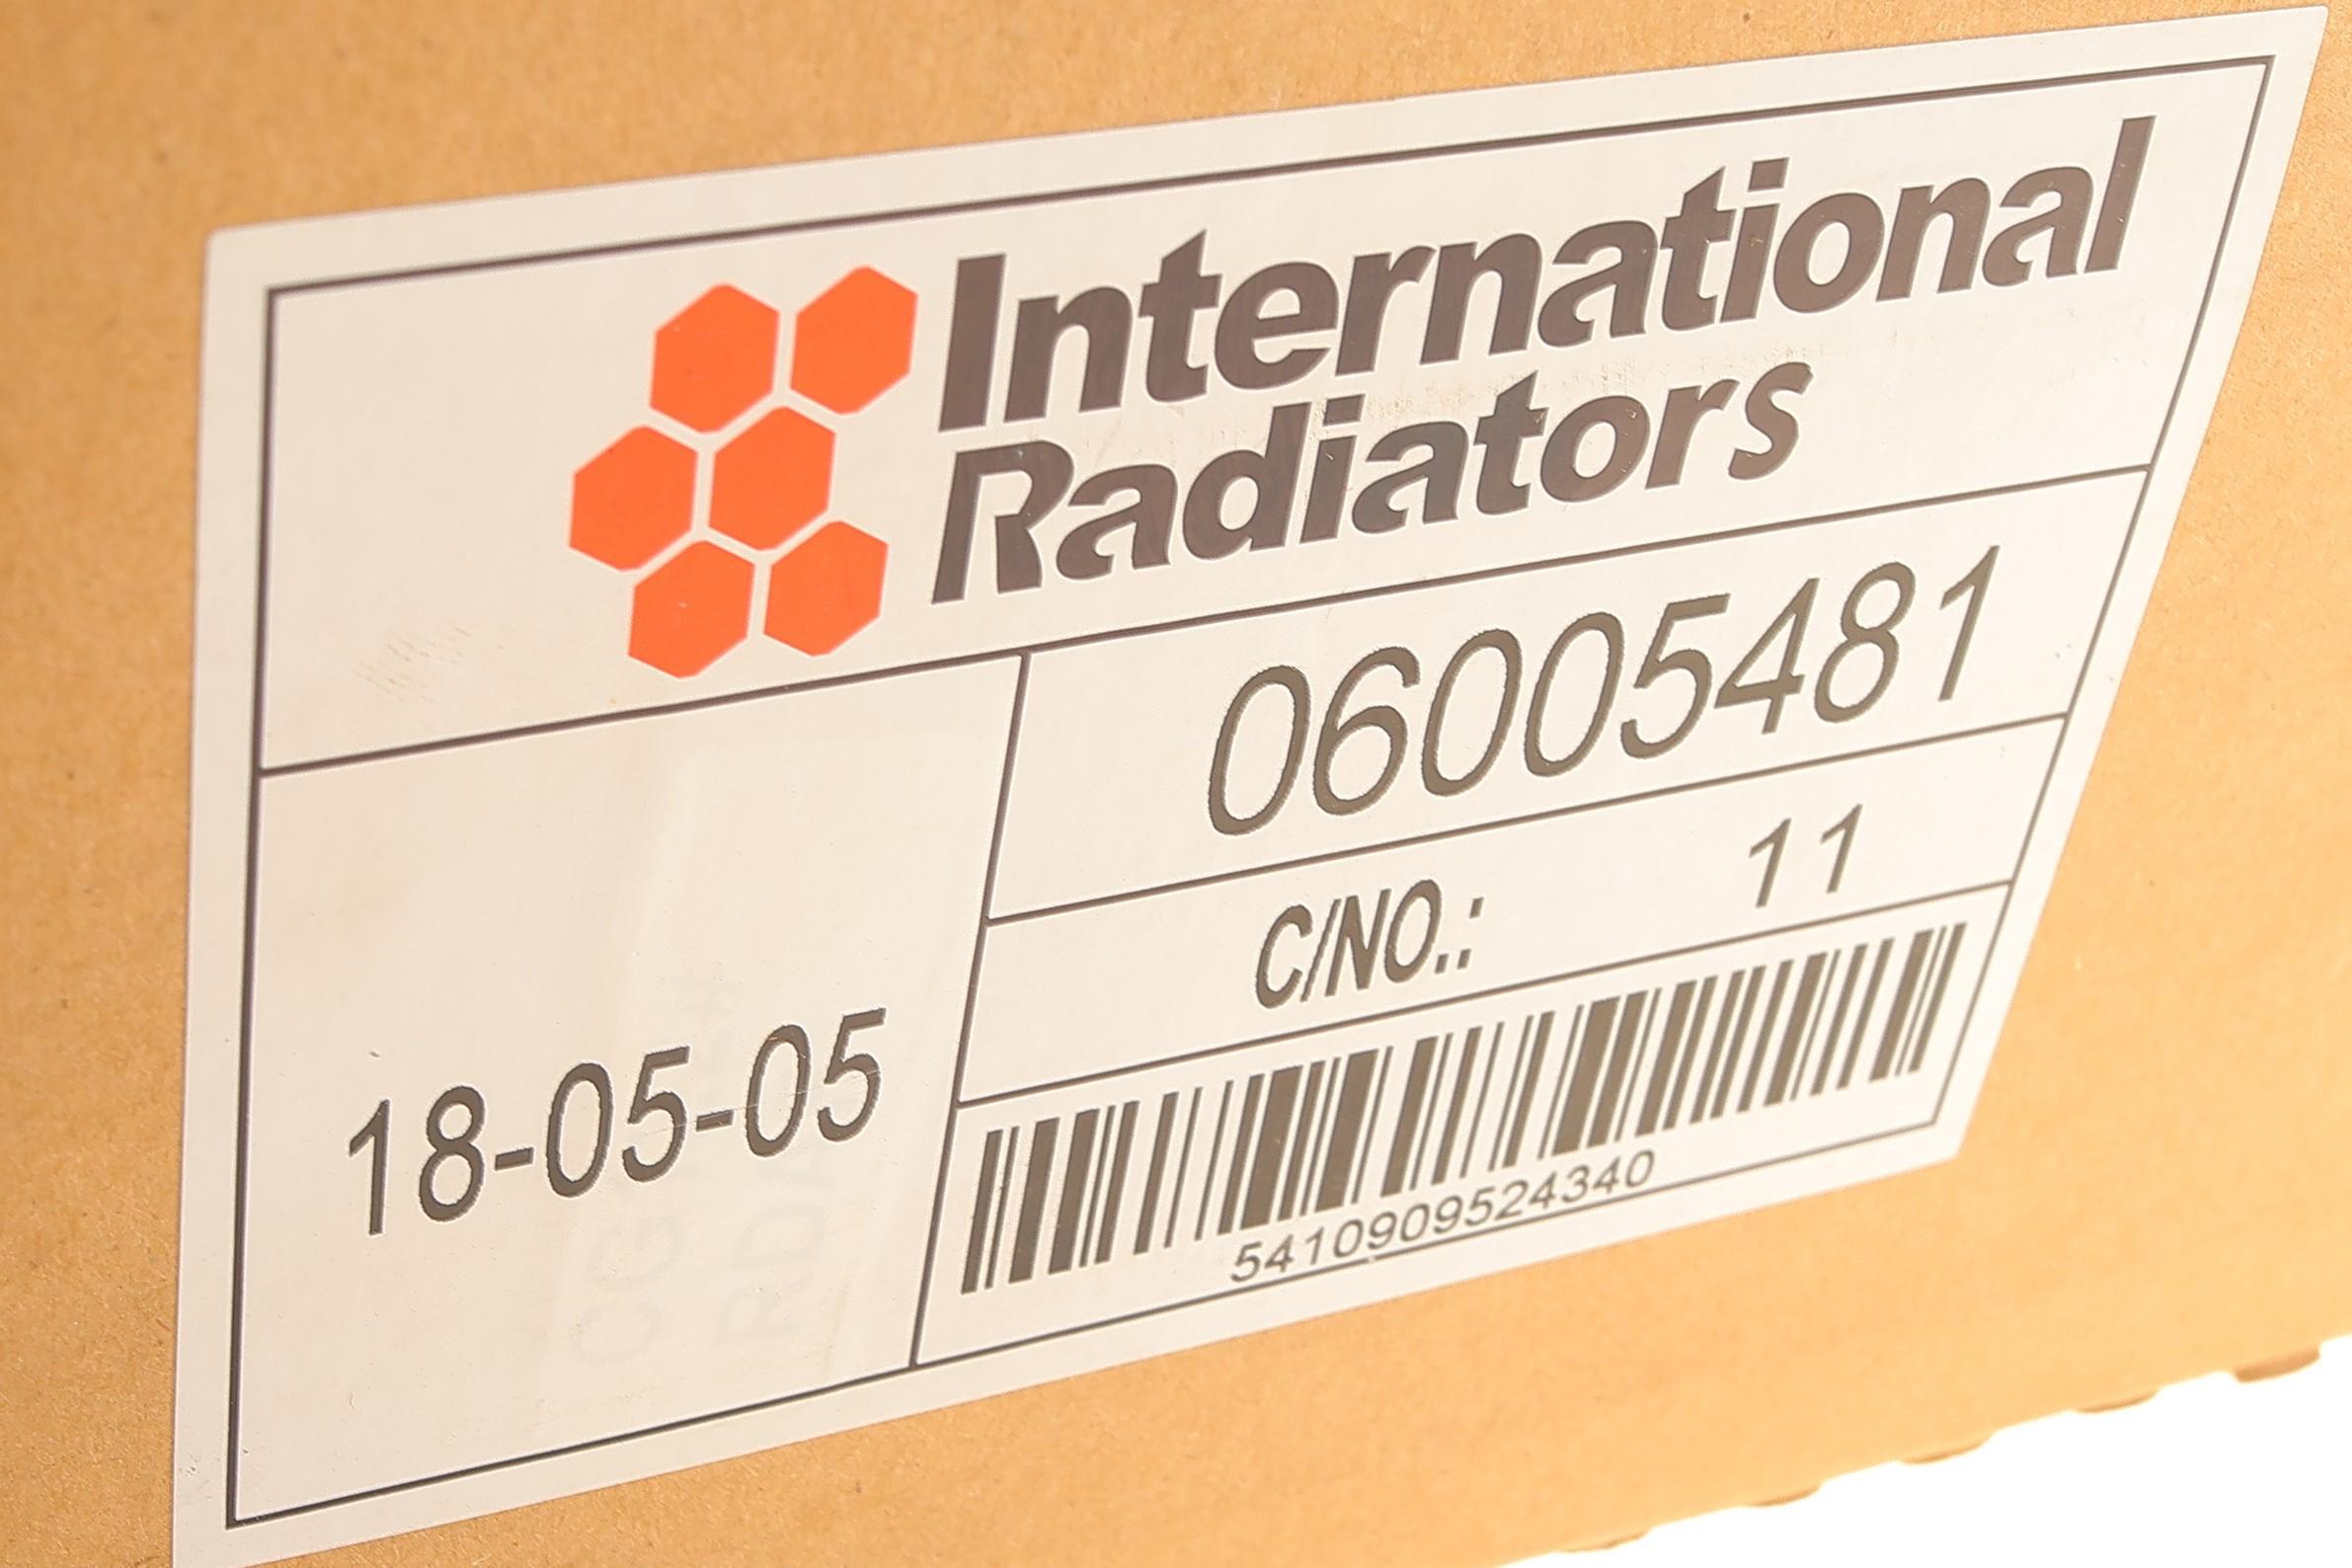 International
Radiators
06005481
C/NO.: 11
18-05-05
5410909524340